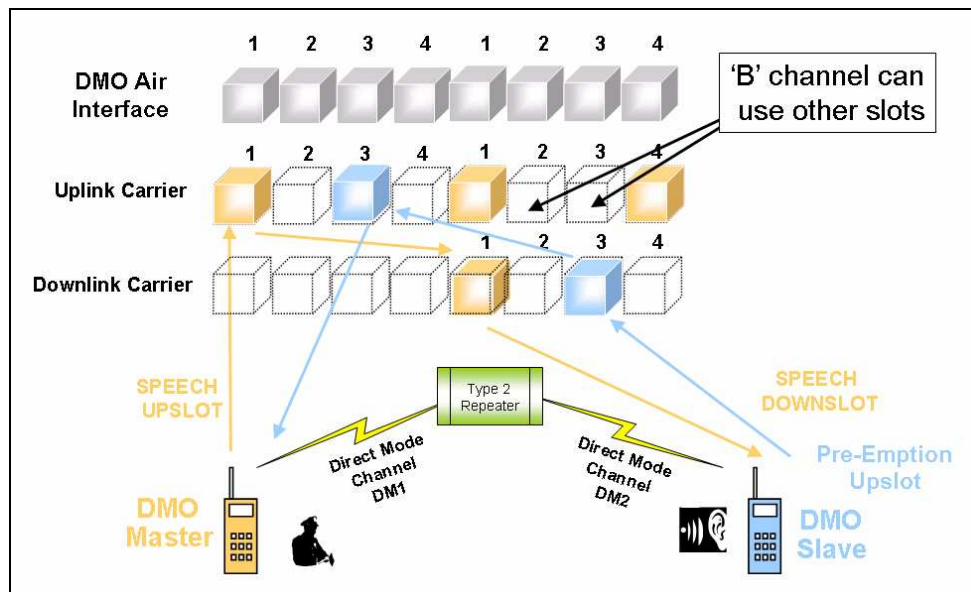 1 2 3 4 1 2 3 4
DMO Air
Interface
'B' channel can
use other slots
1 2 3 4 1 2 3 4
Uplink Carrier
1 2 3 4
Downlink Carrier
SPEECH
UPSLOT
Type 2
Repeater
SPEECH
DOWNSLOT
Direct Mode
Channel
DM1
Direct Mode
Channel
DM2
Pre-Emption
Upslot
DMO
Master
DMO
Slave